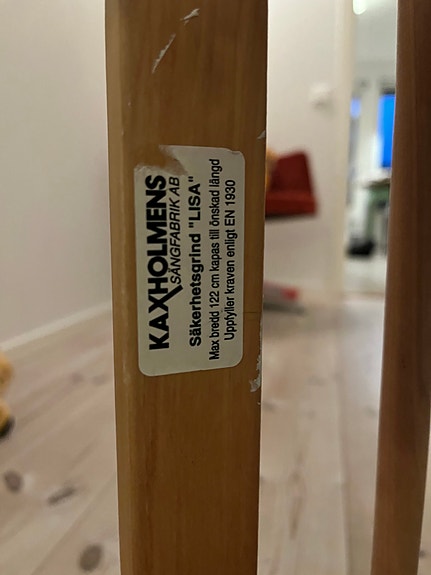 KAXHOLMENS
SÄNGFABRIK AB
Säkerhetsgrind "LISA"
Max bredd 122 cm kapas till önskad längd
Uppfyller kraven enligt EN 1930